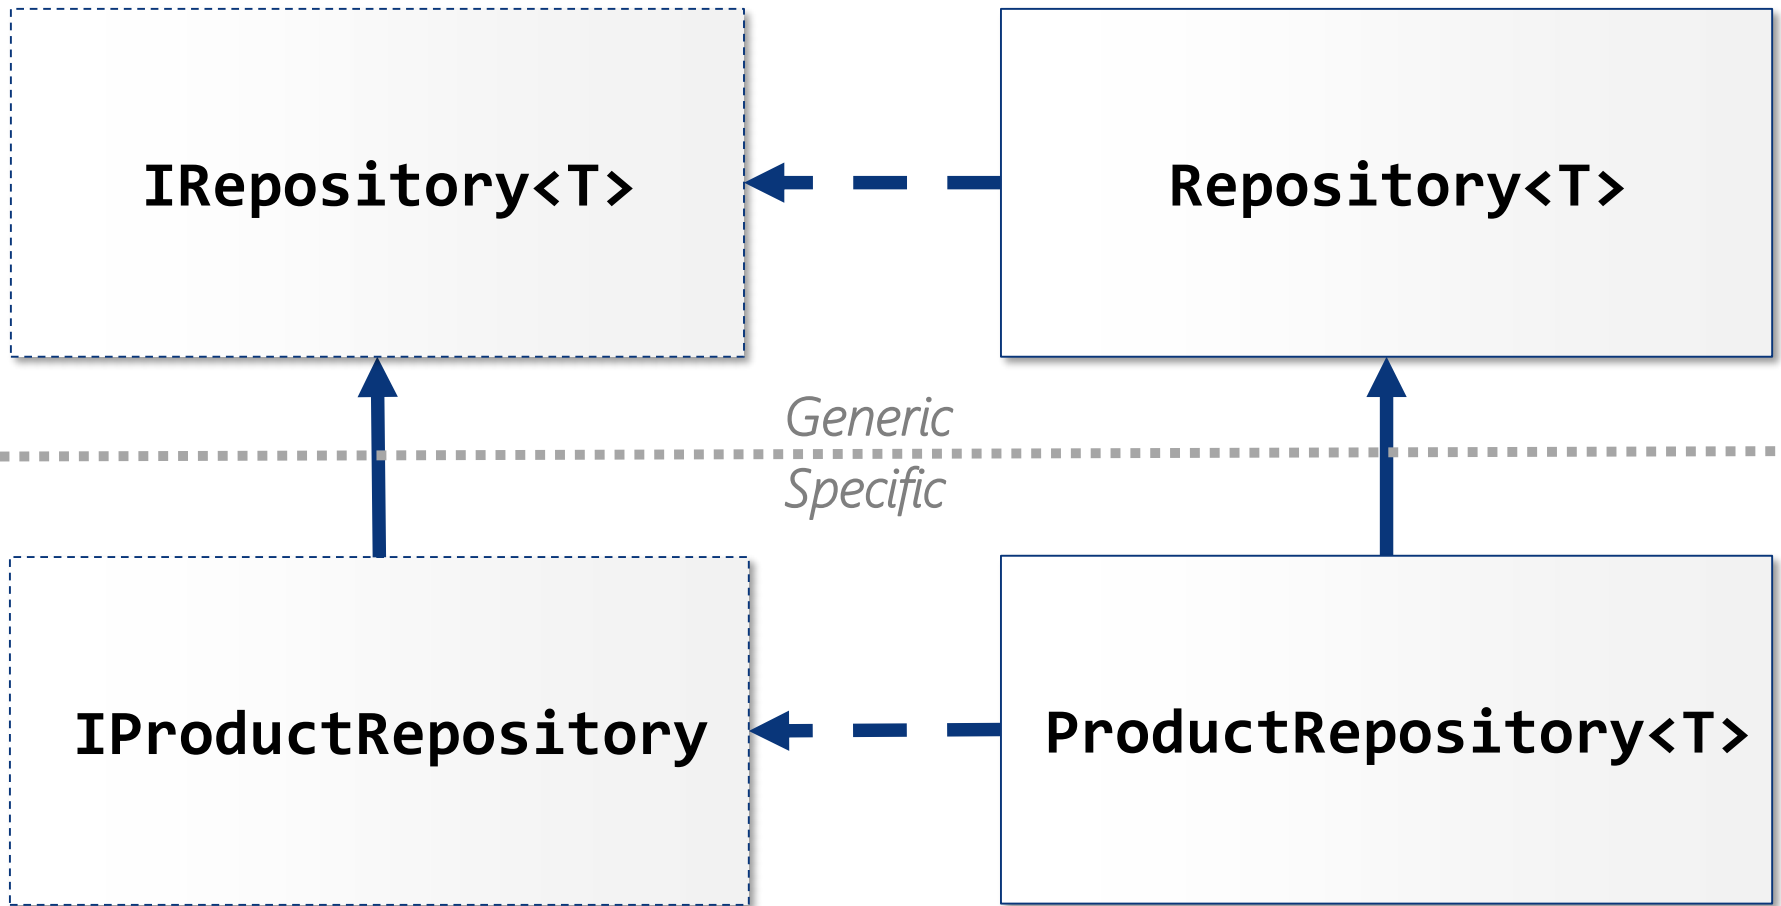 IRepository<T>
Repository<T>
Generic
Specific
IProductRepository
ProductRepository<T>